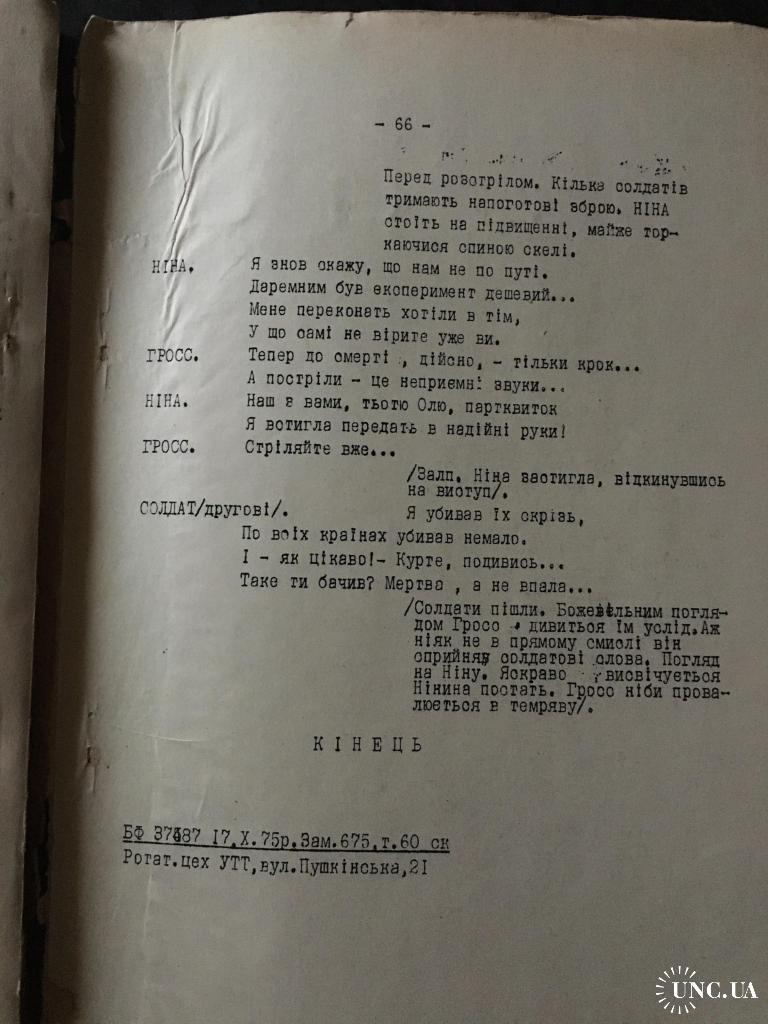 - 66 -
Перед розстрілом. Кілька солдатів
тримають напоготові зброю. НІНА
стоїть на підвищенні, майже тор-
каючися спиною скелі.
НІНА. Я знов скажу, що нам не по путі.
Даремним був експеримент дешевий...
Мене переконать хотіли в тім,
У що самі не вірите уже ви.
ГРОСС. Тепер до смерті , дійсно, - тільки крок...
А постріли - це неприємні звуки...
НІНА. Наш з вами, тьотю Олю, партквиток
Я встигла передать в надійні руки!
ГРОСС. Стріляйте вже...
/Залп. Ніна застигла, відкинувшись
на виступ/.
СОЛДАТ/другові/. Я убивав їх скрізь,
По всіх країнах убивав немало.
І - як цікаво!- Курте, подивись...
Таке ти бачив? Мертва , а не впала...
/Солдати пішли. Божевільним погля-
дом Гросс дивиться їм услід.Аж
ніяк не в прямому смислі він
сприйняв солдатові слова. Погляд
на Ніну. Яскраво висвічується
Нінина постать. Гросс ніби прова-
люється в темряву/.
КІНЕЦЬ
БФ 37487 17.Х.75р.Зам.675,т.60 ск
Ротат.цех УТТ,вул.Пушкінська,21
UNC.UA